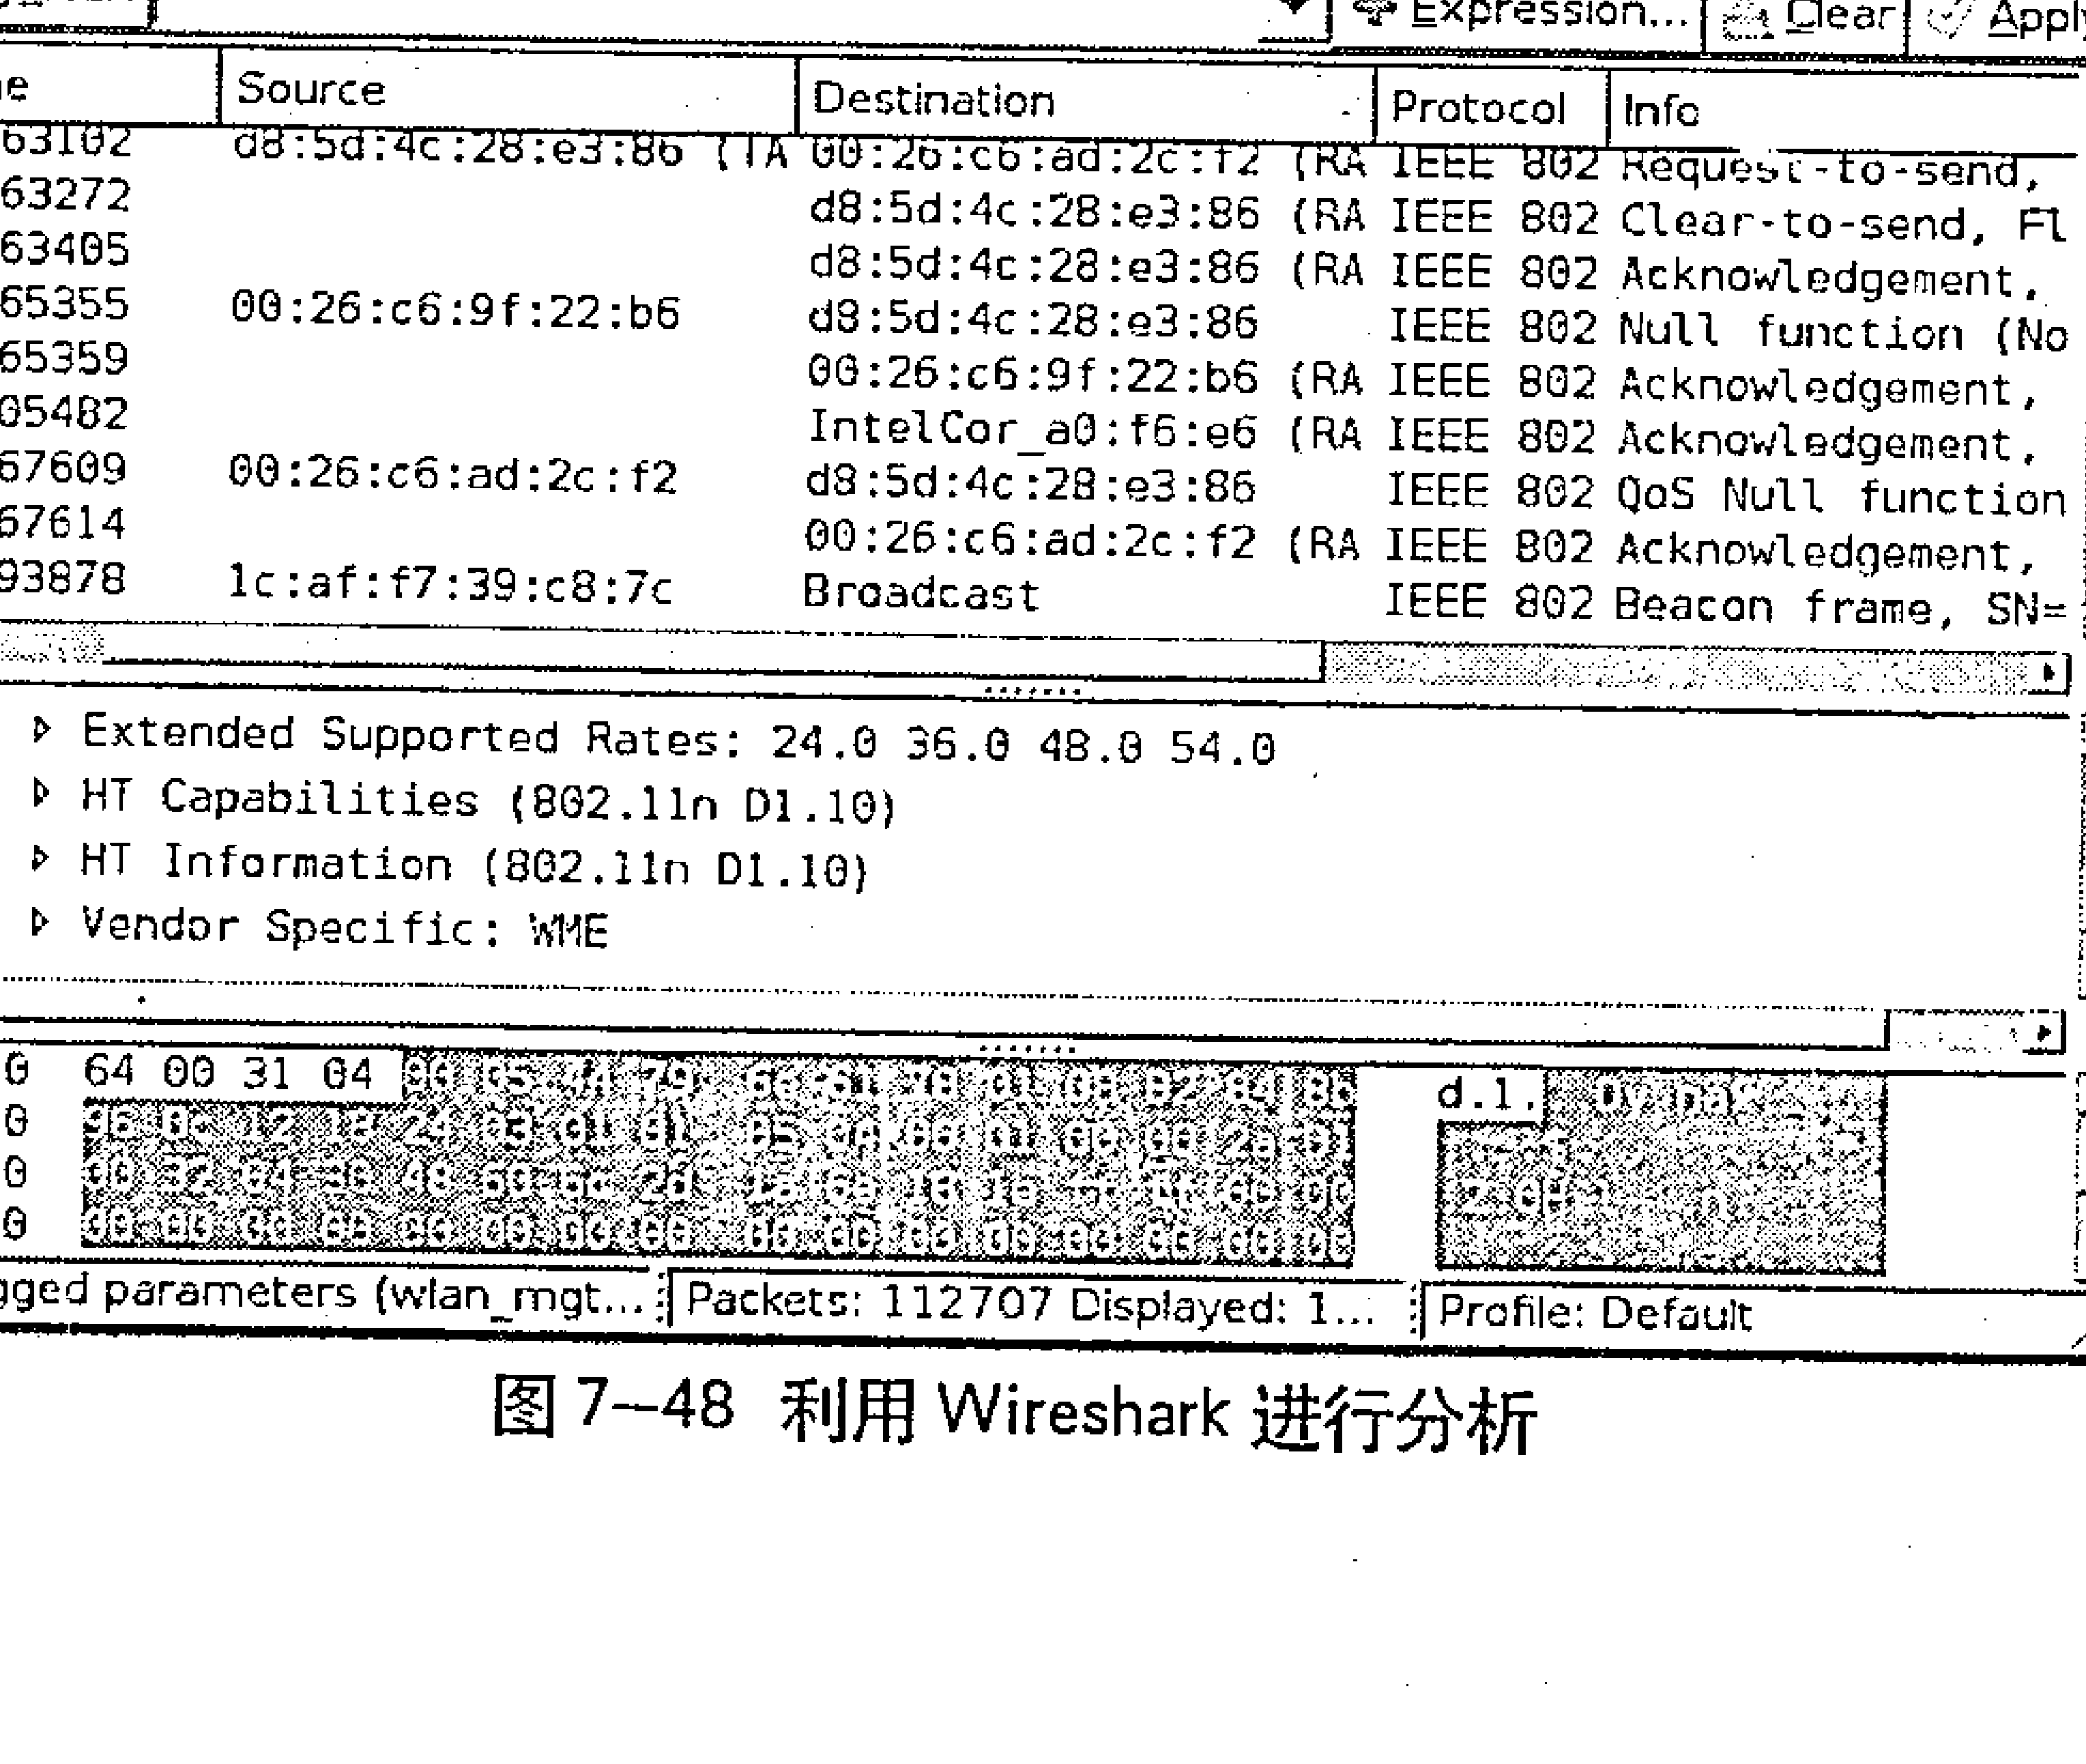 Expression... Clear Apply
e Source Destination Protocol Info
63102 d8:5d:4c:28:e3:86 (TA 00:26:c6:ad:2c:f2 (RA IEEE 802 Request-to-send,
63272 d8:5d:4c:28:e3:86 (RA IEEE 802 Clear-to-send, Fl
63405 d8:5d:4c:28:e3:86 (RA IEEE 802 Acknowledgement,
65355 00:26:c6:9f:22:b6 d8:5d:4c:28:e3:86 IEEE 802 Null function (No
65359 00:26:c6:9f:22:b6 (RA IEEE 802 Acknowledgement,
05482 IntelCor_a0:f6:e6 (RA IEEE 802 Acknowledgement,
67609 00:26:c6:ad:2c:f2 d8:5d:4c:28:e3:86 IEEE 802 QoS Null function
67614 00:26:c6:ad:2c:f2 (RA IEEE 802 Acknowledgement,
93878 1c:af:f7:39:c8:7c Broadcast IEEE 802 Beacon frame, SN=
Extended Supported Rates: 24.0 36.0 48.0 54.0
HT Capabilities (802.11n D1.10)
HT Information (802.11n D1.10)
Vendor Specific: WME
0 64 00 31 04 d.1.
0
0
0
gged parameters (wlan_mgt... Packets: 112707 Displayed: 1... Profile: Default
图 7—48 利用 Wireshark 进行分析